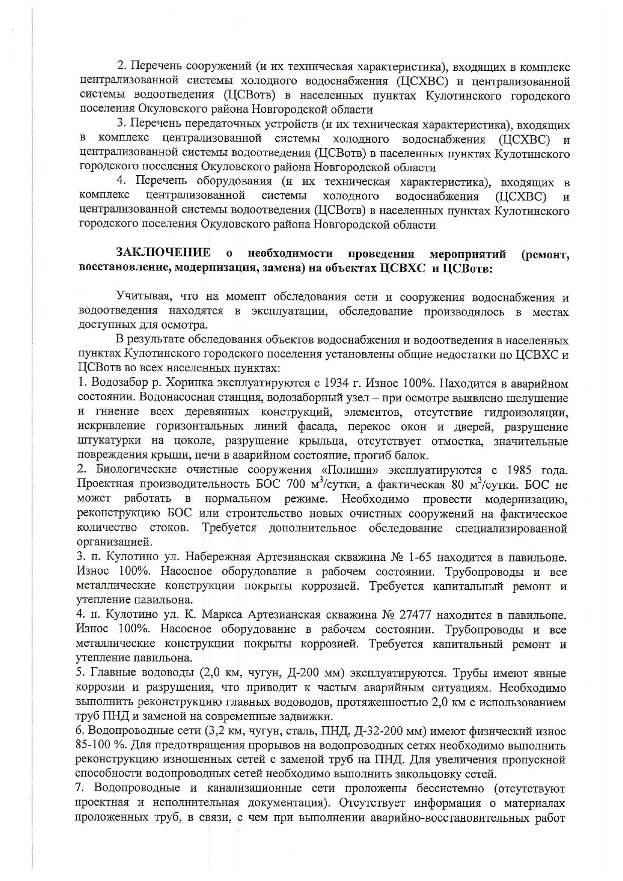 2. Перечень сооружений (и их техническая характеристика), входящих в комплекс
централизованной системы холодного водоснабжения (ЦСХВС) и централизованной
системы водоотведения (ЦСВотв) в населенных пунктах Кулотинского городского
поселения Окуловского района Новгородской области
3. Перечень передаточных устройств (и их техническая характеристика), входящих
в комплекс централизованной системы холодного водоснабжения (ЦСХВС) и
централизованной системы водоотведения (ЦСВотв) в населенных пунктах Кулотинского
городского поселения Окуловского района Новгородской области
4. Перечень оборудования (и их техническая характеристика), входящих в
комплекс централизованной системы холодного водоснабжения (ЦСХВС) и
централизованной системы водоотведения (ЦСВотв) в населенных пунктах Кулотинского
городского поселения Окуловского района Новгородской области
ЗАКЛЮЧЕНИЕ о необходимости проведения мероприятий (ремонт,
восстановление, модернизация, замена) на объектах ЦСВХС и ЦСВотв:
Учитывая, что на момент обследования сети и сооружения водоснабжения и
водоотведения находятся в эксплуатации, обследование производилось в местах
доступных для осмотра.
В результате обследования объектов водоснабжения и водоотведения в населенных
пунктах Кулотинского городского поселения установлены общие недостатки по ЦСВХС и
ЦСВотв во всех населенных пунктах:
1. Водозабор р. Хоринка эксплуатируются с 1934 г. Износ 100%. Находится в аварийном
состоянии. Водонасосная станция, водозаборный узел – при осмотре выявлено шелушение
и гниение всех деревянных конструкций, элементов, отсутствие гидроизоляции,
искривление горизонтальных линий фасада, перекос окон и дверей, разрушение
штукатурки на цоколе, разрушение крыльца, отсутствует отмостка, значительные
повреждения крыши, печи в аварийном состояние, прогиб балок.
2. Биологические очистные сооружения «Полиши» эксплуатируются с 1985 года.
Проектная производительность БОС 700 м³/сутки, а фактическая 80 м³/сутки. БОС не
может работать в нормальном режиме. Необходимо провести модернизацию,
реконструкцию БОС или строительство новых очистных сооружений на фактическое
количество стоков. Требуется дополнительное обследование специализированной
организацией.
3. п. Кулотино ул. Набережная Артезианская скважина № 1-65 находится в павильоне.
Износ 100%. Насосное оборудование в рабочем состоянии. Трубопроводы и все
металлические конструкции покрыты коррозией. Требуется капитальный ремонт и
утепление павильона.
4. п. Кулотино ул. К. Маркса Артезианская скважина № 27477 находится в павильоне.
Износ 100%. Насосное оборудование в рабочем состоянии. Трубопроводы и все
металлические конструкции покрыты коррозией. Требуется капитальный ремонт и
утепление павильона.
5. Главные водоводы (2,0 км, чугун, Д-200 мм) эксплуатируются. Трубы имеют явные
коррозии и разрушения, что приводит к частым аварийным ситуациям. Необходимо
выполнить реконструкцию главных водоводов, протяженностью 2,0 км с использованием
труб ПНД и заменой на современные задвижки.
6. Водопроводные сети (3,2 км, чугун, сталь, ПНД, Д-32-200 мм) имеют физический износ
85-100 %. Для предотвращения прорывов на водопроводных сетях необходимо выполнить
реконструкцию изношенных сетей с заменой труб на ПНД. Для увеличения пропускной
способности водопроводных сетей необходимо выполнить закольцовку сетей.
7. Водопроводные и канализационные сети проложены бессистемно (отсутствуют
проектная и исполнительная документация). Отсутствует информация о материалах
проложенных труб, в связи, с чем при выполнении аварийно-восстановительных работ